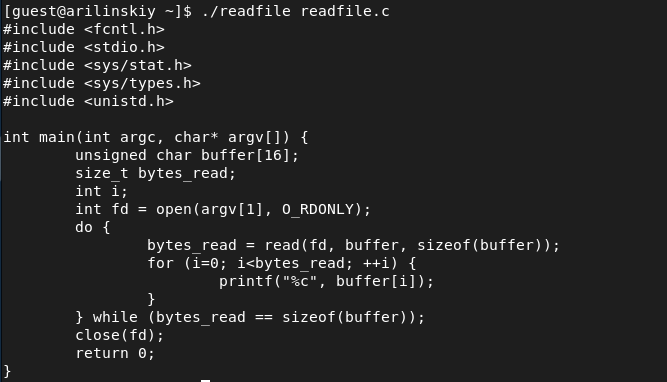 [guest@arilinskiy ~]$ ./readfile readfile.c
#include <fcntl.h>
#include <stdio.h>
#include <sys/stat.h>
#include <sys/types.h>
#include <unistd.h>

int main(int argc, char* argv[]) {
        unsigned char buffer[16];
        size_t bytes_read;
        int i;
        int fd = open(argv[1], O_RDONLY);
        do {
                bytes_read = read(fd, buffer, sizeof(buffer));
                for (i=0; i<bytes_read; ++i) {
                        printf("%c", buffer[i]);
                }
        } while (bytes_read == sizeof(buffer));
        close(fd);
        return 0;
}